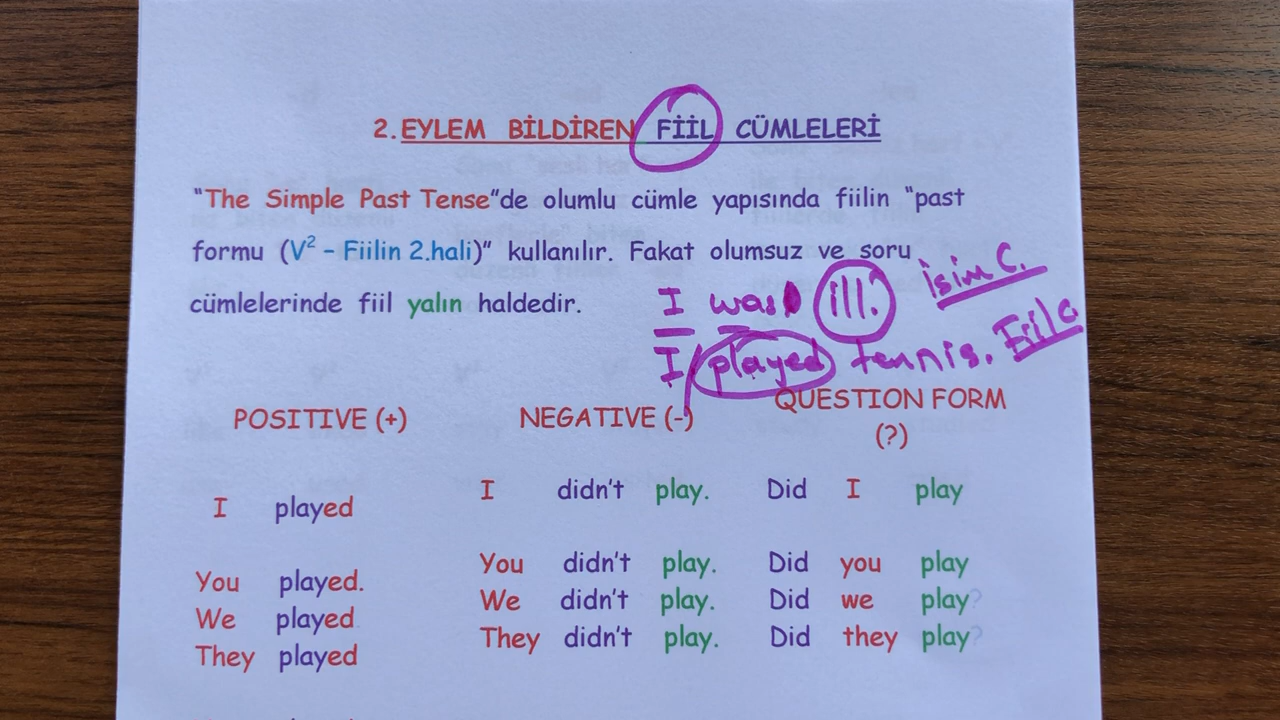 2. EYLEM BİLDİREN FİİL CÜMLELERİ
"The Simple Past Tense"de olumlu cümle yapısında fiilin "past
formu (V² – Fiilin 2.hali)" kullanılır. Fakat olumsuz ve soru
cümlelerinde fiil yalın haldedir.
I was ill. İsim C.
I played tennis. Fiil C
POSITIVE (+) NEGATIVE (-) QUESTION FORM
(?)
I played I didn't play. Did I play
You played. You didn't play. Did you play
We played We didn't play. Did we play?
They played They didn't play. Did they play?